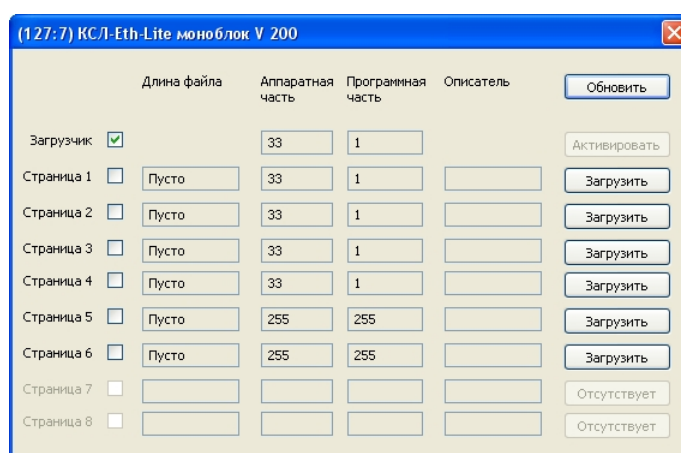 (127:7) КСЛ-Eth-Lite моноблок V 200
Длина файла Аппаратная часть Программная часть Описатель Обновить
Загрузчик 33 1 Активировать
Страница 1 Пусто 33 1 Загрузить
Страница 2 Пусто 33 1 Загрузить
Страница 3 Пусто 33 1 Загрузить
Страница 4 Пусто 33 1 Загрузить
Страница 5 Пусто 255 255 Загрузить
Страница 6 Пусто 255 255 Загрузить
Страница 7 Отсутствует
Страница 8 Отсутствует